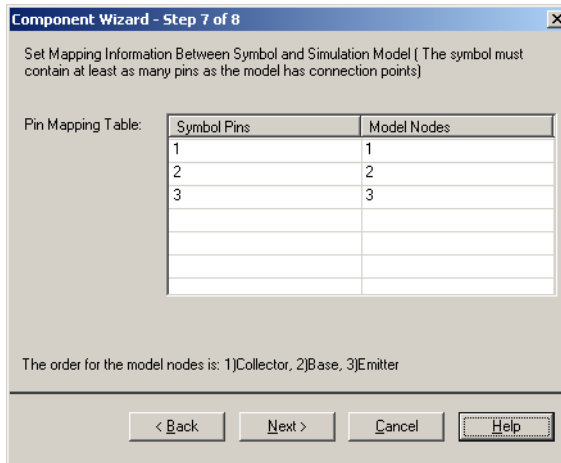 Component Wizard - Step 7 of 8
Set Mapping Information Between Symbol and Simulation Model ( The symbol must
contain at least as many pins as the model has connection points)
Pin Mapping Table:
Symbol Pins Model Nodes
1 1
2 2
3 3
The order for the model nodes is: 1)Collector, 2)Base, 3)Emitter
< Back Next > Cancel Help